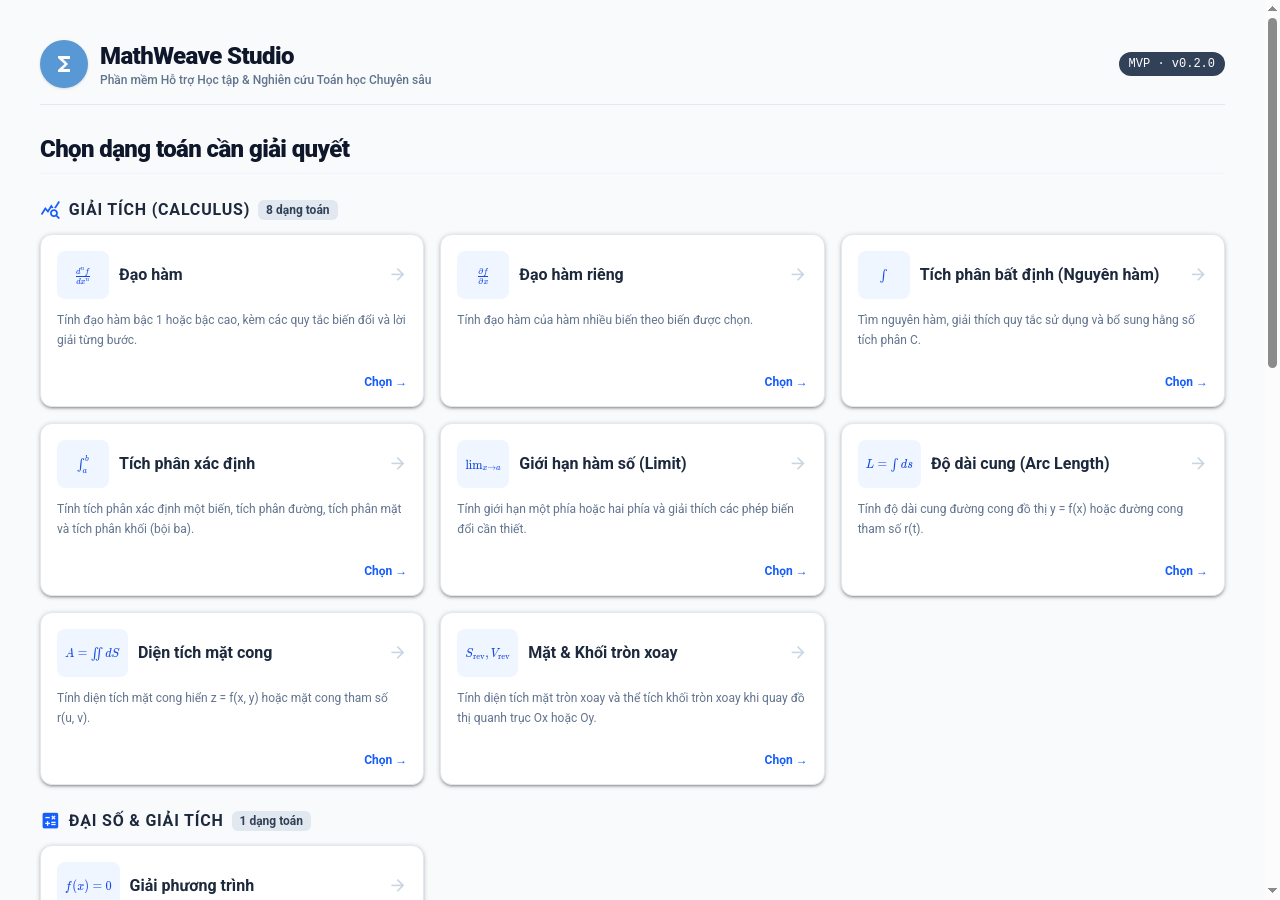 Σ
MathWeave Studio
Phần mềm Hỗ trợ Học tập & Nghiên cứu Toán học Chuyên sâu
MVP · v0.2.0
Chọn dạng toán cần giải quyết
GIẢI TÍCH (CALCULUS) 8 dạng toán
dⁿf/dxⁿ Đạo hàm →
Tính đạo hàm bậc 1 hoặc bậc cao, kèm các quy tắc biến đổi và lời
giải từng bước.
Chọn →
∂f/∂x Đạo hàm riêng →
Tính đạo hàm của hàm nhiều biến theo biến được chọn.
Chọn →
∫ Tích phân bất định (Nguyên hàm) →
Tìm nguyên hàm, giải thích quy tắc sử dụng và bổ sung hằng số
tích phân C.
Chọn →
∫ₐᵇ Tích phân xác định →
Tính tích phân xác định một biến, tích phân đường, tích phân mặt
và tích phân khối (bội ba).
Chọn →
lim x→a Giới hạn hàm số (Limit) →
Tính giới hạn một phía hoặc hai phía và giải thích các phép biến
đổi cần thiết.
Chọn →
L = ∫ ds Độ dài cung (Arc Length) →
Tính độ dài cung đường cong đồ thị y = f(x) hoặc đường cong
tham số r(t).
Chọn →
A = ∬ dS Diện tích mặt cong →
Tính diện tích mặt cong hiển z = f(x, y) hoặc mặt cong tham số
r(u, v).
Chọn →
S_rev, V_rev Mặt & Khối tròn xoay →
Tính diện tích mặt tròn xoay và thể tích khối tròn xoay khi quay đồ
thị quanh trục Ox hoặc Oy.
Chọn →
ĐẠI SỐ & GIẢI TÍCH 1 dạng toán
f(x) = 0 Giải phương trình →